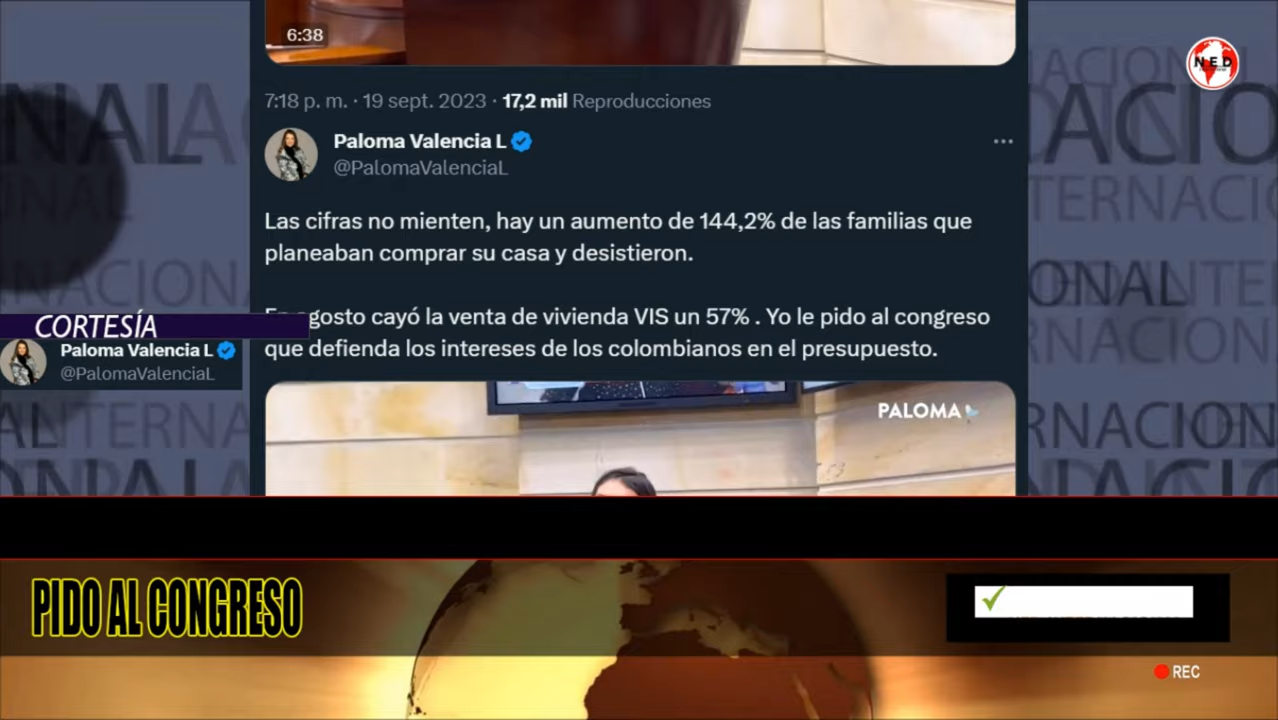 6:38
NED
7:18 p. m. · 19 sept. 2023 · 17,2 mil Reproducciones
Paloma Valencia L
@PalomaValenciaL
Las cifras no mienten, hay un aumento de 144,2% de las familias que
planeaban comprar su casa y desistieron.
agosto cayó la venta de vivienda VIS un 57% . Yo le pido al congreso
que defienda los intereses de los colombianos en el presupuesto.
CORTESÍA
Paloma Valencia L
@PalomaValenciaL
PALOMA
PIDO AL CONGRESO
REC